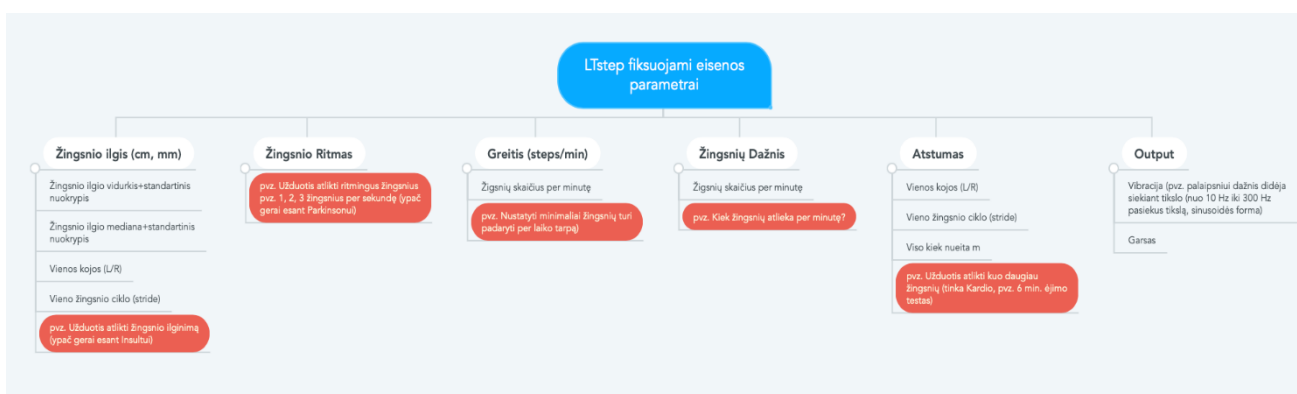 LTstep fiksuojami eisenos
parametrai
Žingsnio ilgis (cm, mm)
Žingsnio ilgio vidurkis+standartinis
nuokrypis
Žingsnio ilgio mediana+standartinis
nuokrypis
Vienos kojos (L/R)
Vieno žingsnio ciklo (stride)
pvz. Užduotis atlikti žingsnio ilginimą
(ypač gerai esant insultui)
Žingsnio Ritmas
pvz. Užduotis atlikti ritmingus žingsnius
pvz. 1, 2, 3 žingsnius per sekundę (ypač
gerai esant Parkinsonui)
Greitis (steps/min)
Žigsnių skaičius per minutę
pvz. Nustatyti minimaliai žingsnių turi
padaryti per laiko tarpą)
Žingsnių Dažnis
Žigsnių skaičius per minutę
pvz. Kiek žingsnių atlieka per minutę?
Atstumas
Vienos kojos (L/R)
Vieno žingsnio ciklo (stride)
Viso kiek nueita m
pvz. Užduotis atlikti kuo daugiau
žingsnių (tinka Kardio, pvz. 6 min. ėjimo
testas)
Output
Vibracija (pvz. palaipsniui dažnis didėja
siekiant tikslo (nuo 10 Hz iki 300 Hz
pasiekus tikslą, sinusoidės forma)
Garsas